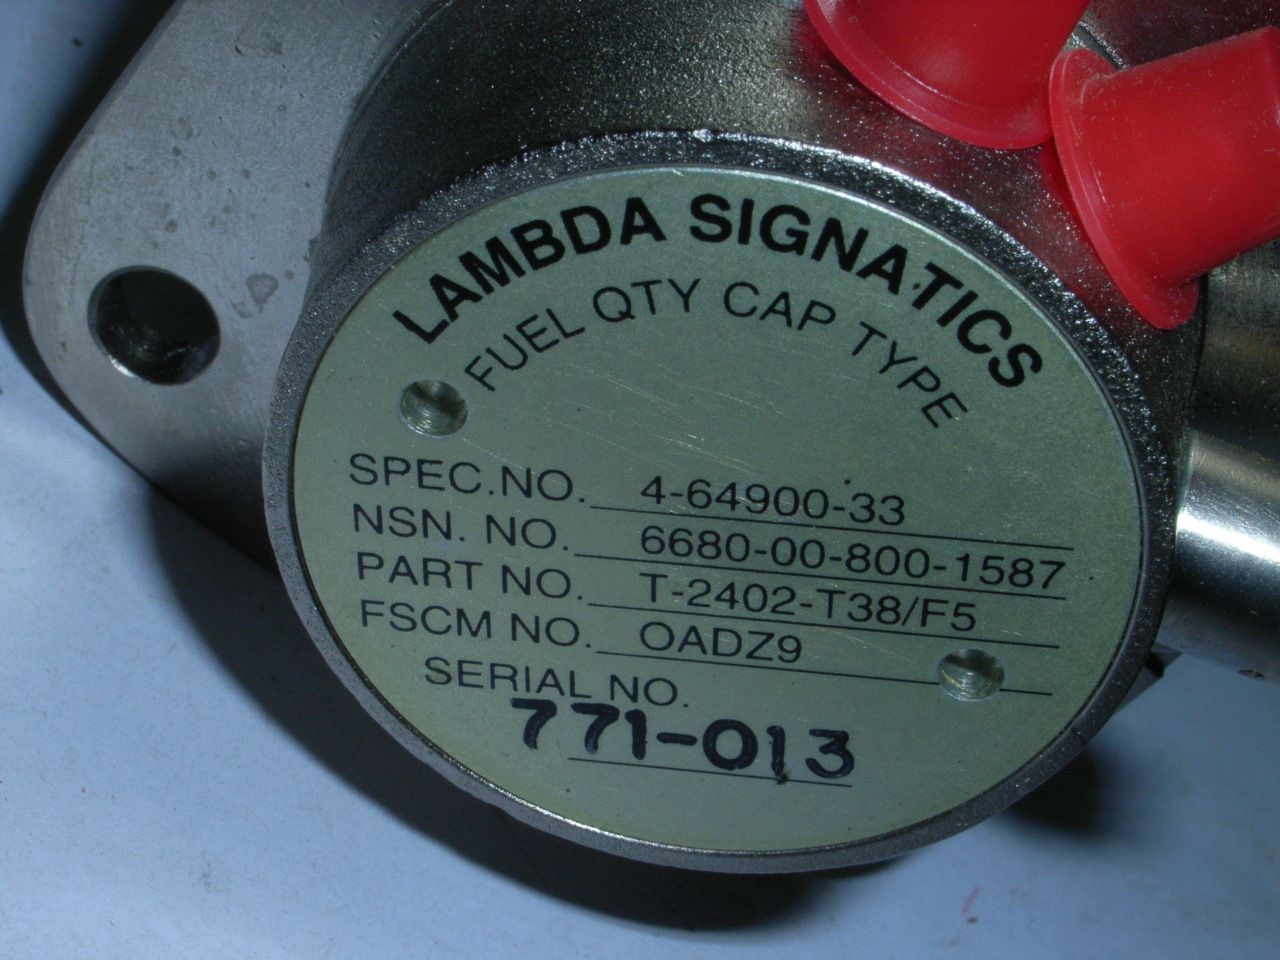 LAMBDA SIGNATICS
FUEL QTY CAP TYPE
SPEC.NO. 4-64900-33
NSN. NO. 6680-00-800-1587
PART NO. T-2402-T38/F5
FSCM NO. OADZ9
SERIAL NO.
771-013